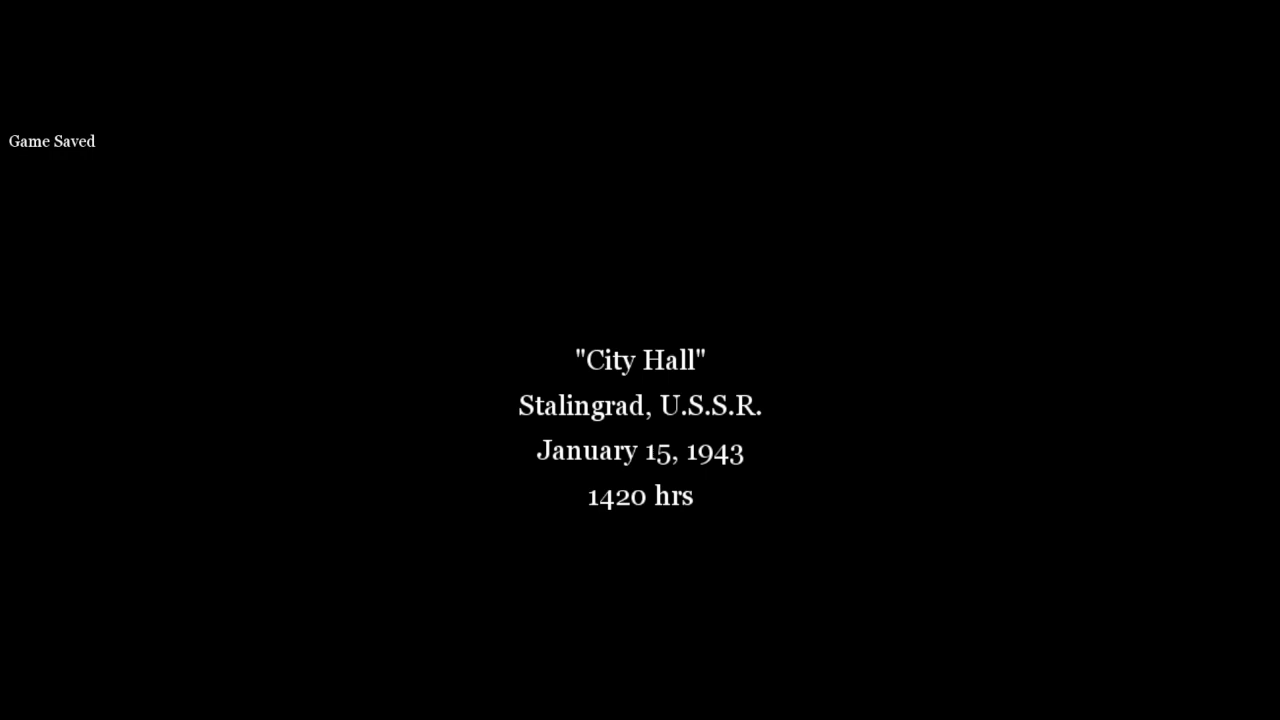 Game Saved
"City Hall"
Stalingrad, U.S.S.R.
January 15, 1943
1420 hrs